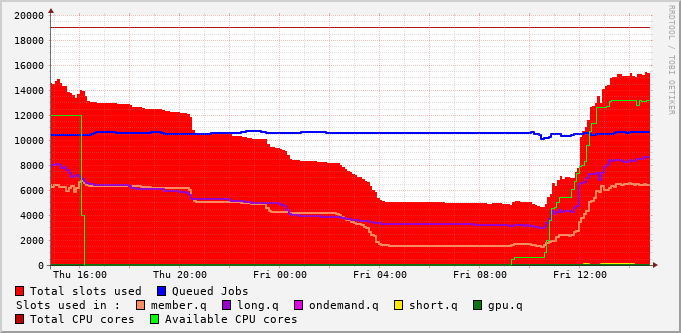 20000
18000
16000
14000
12000
10000
8000
6000
4000
2000
0
Thu 16:00 Thu 20:00 Fri 00:00 Fri 04:00 Fri 08:00 Fri 12:00
Total slots used Queued Jobs
Slots used in : member.q long.q ondemand.q short.q gpu.q
Total CPU cores Available CPU cores
RRDTOOL / TOBI OETIKER